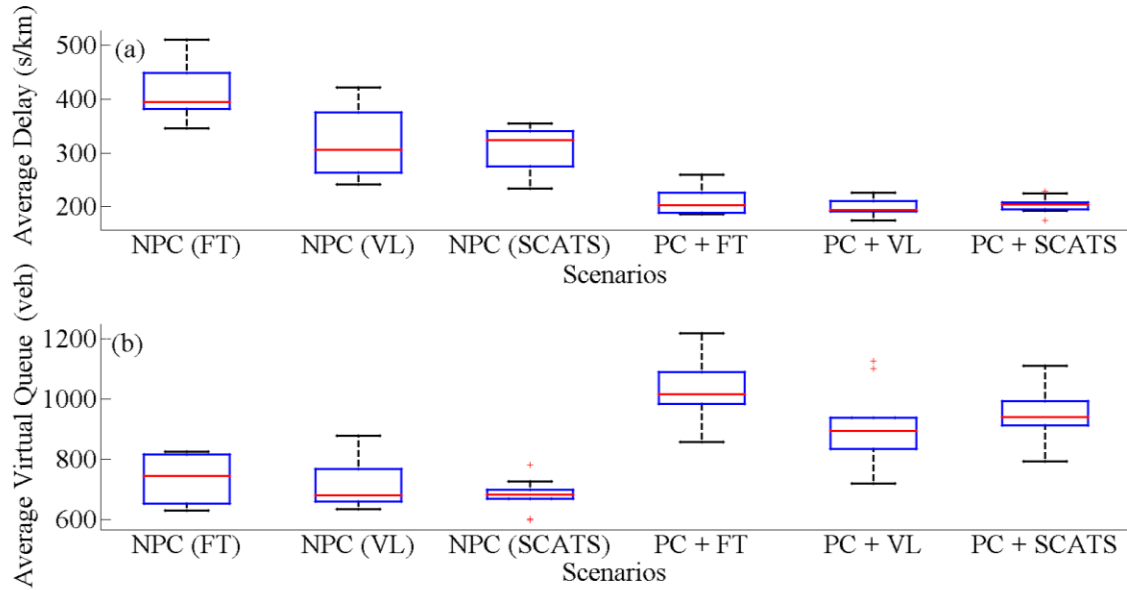 Average Delay (s/km)
(a)
500
400
300
200
NPC (FT) NPC (VL) NPC (SCATS) PC + FT PC + VL PC + SCATS
Scenarios
Average Virtual Queue (veh)
(b)
1200
1000
800
600
NPC (FT) NPC (VL) NPC (SCATS) PC + FT PC + VL PC + SCATS
Scenarios